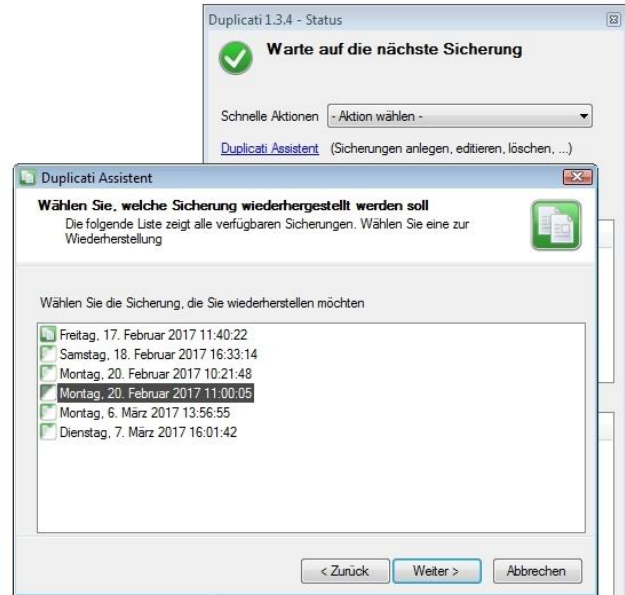 Duplicati 1.3.4 - Status
Warte auf die nächste Sicherung
Schnelle Aktionen - Aktion wählen -
Duplicati Assistent (Sicherungen anlegen, editieren, löschen, ...)
Duplicati Assistent
Wählen Sie, welche Sicherung wiederhergestellt werden soll
Die folgende Liste zeigt alle verfügbaren Sicherungen. Wählen Sie eine zur
Wiederherstellung
Wählen Sie die Sicherung, die Sie wiederherstellen möchten
Freitag, 17. Februar 2017 11:40:22
Samstag, 18. Februar 2017 16:33:14
Montag, 20. Februar 2017 10:21:48
Montag, 20. Februar 2017 11:00:05
Montag, 6. März 2017 13:56:55
Dienstag, 7. März 2017 16:01:42
< Zurück Weiter > Abbrechen